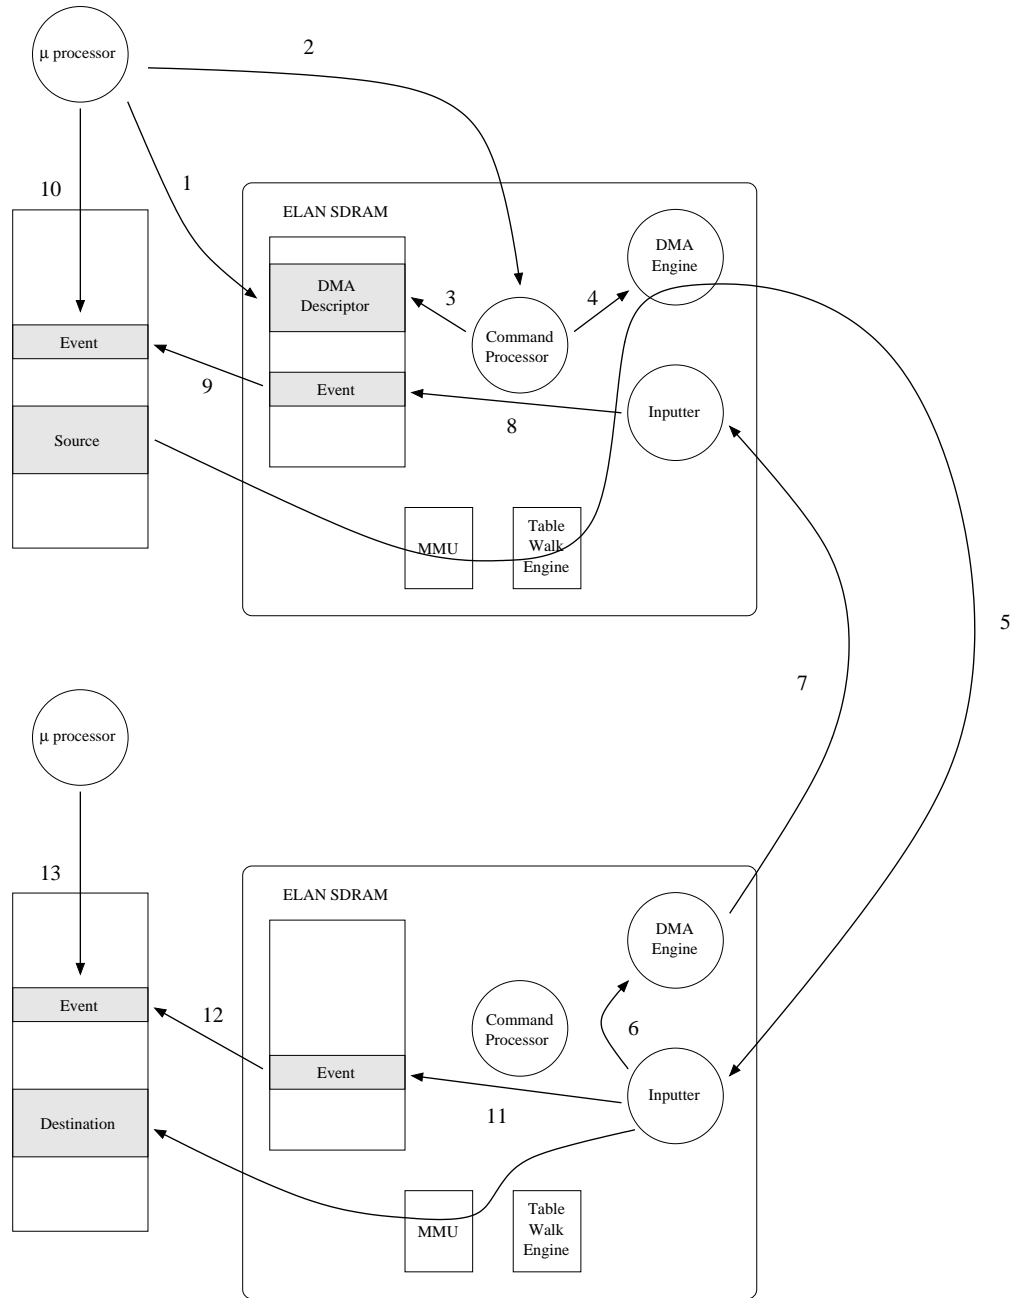 2
μ processor
10
1
ELAN SDRAM
DMA
Engine
DMA
Descriptor
3
4
Command
Processor
Event
9
Event
8
Inputter
Source
MMU
Table
Walk
Engine
5
7
μ processor
13
ELAN SDRAM
DMA
Engine
Event
12
Command
Processor
6
Event
11
Inputter
Destination
MMU
Table
Walk
Engine